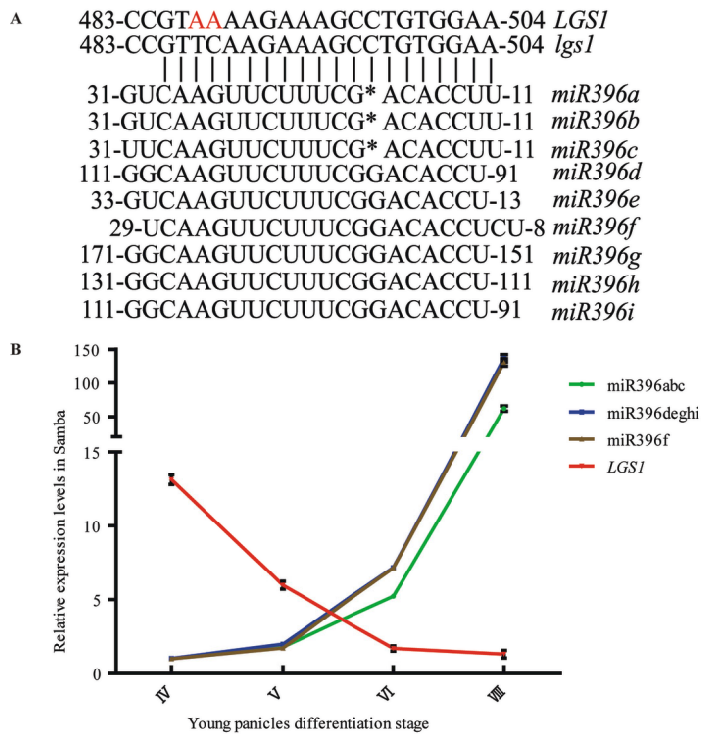 A
483-CCGTAAAAGAAAGCCTGTGGAA-504 LGS1
483-CCGTTCAAGAAAGCCTGTGGAA-504 lgs1
31-GUCAAGUUCUUUCG* ACACCUU-11 miR396a
31-GUCAAGUUCUUUCG* ACACCUU-11 miR396b
31-UUCAAGUUCUUUCG* ACACCUU-11 miR396c
111-GGCAAGUUCUUUCGGACACCU-91 miR396d
33-GUCAAGUUCUUUCGGACACCU-13 miR396e
29-UCAAGUUCUUUCGGACACCUCU-8 miR396f
171-GGCAAGUUCUUUCGGACACCU-151 miR396g
131-GGCAAGUUCUUUCGGACACCU-111 miR396h
111-GGCAAGUUCUUUCGGACACCU-91 miR396i
B
Relative expression levels in Samba
150
100
50
15
10
5
0
IV
V
VI
VIII
Young panicles differentiation stage
miR396abc
miR396deghi
miR396f
LGS1